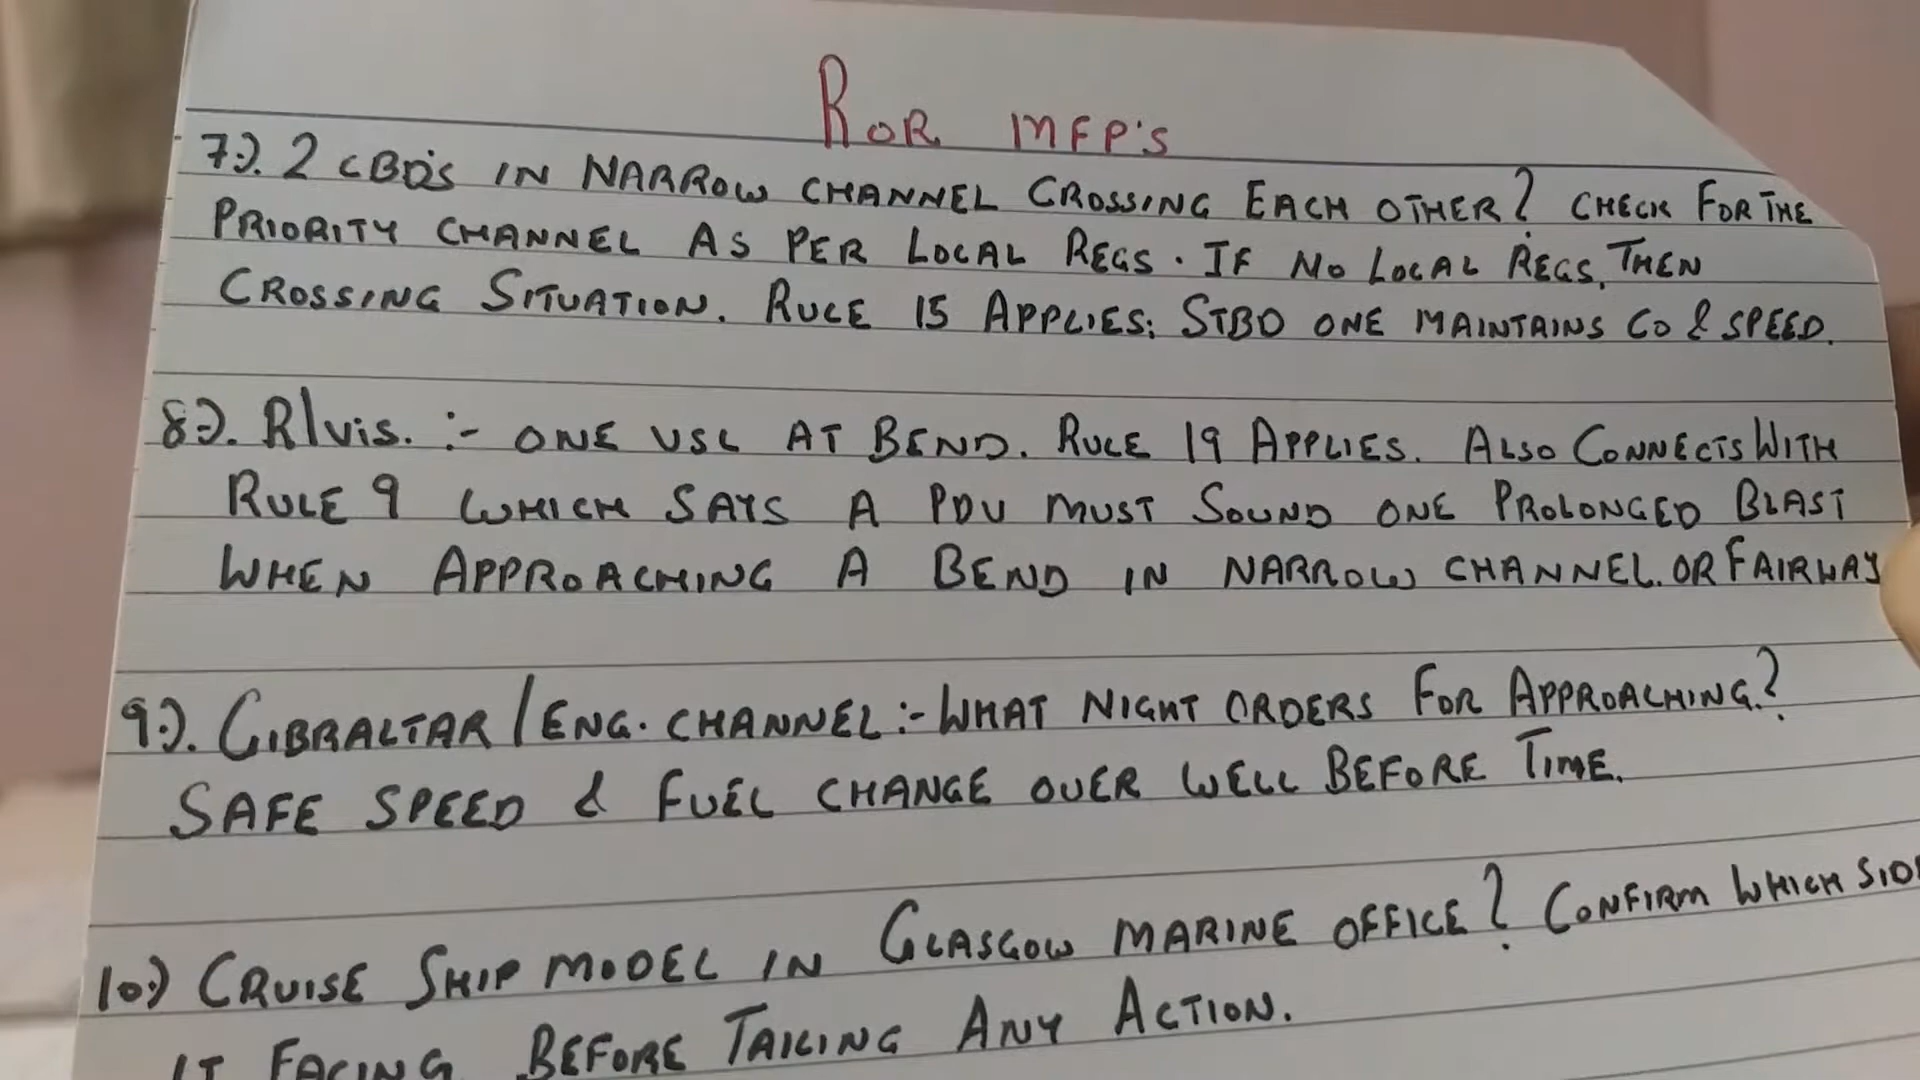 ROR MFP'S
7:). 2 CBD'S IN NARROW CHANNEL CROSSING EACH OTHER? CHECK FOR THE
PRIORITY CHANNEL AS PER LOCAL REGS. IF NO LOCAL REGS, THEN
CROSSING SITUATION. RULE 15 APPLIES: STBD ONE MAINTAINS CO & SPEED.
8:). R/VIS. :- ONE VSL AT BEND. RULE 19 APPLIES. ALSO CONNECTS WITH
RULE 9 WHICH SAYS A PDV MUST SOUND ONE PROLONGED BLAST
WHEN APPROACHING A BEND IN NARROW CHANNEL. OR FAIRWAY
9:). GIBRALTAR / ENG. CHANNEL :- WHAT NIGHT ORDERS FOR APPROACHING?
SAFE SPEED & FUEL CHANGE OVER WELL BEFORE TIME.
10:) CRUISE SHIP MODEL IN GLASGOW MARINE OFFICE? CONFIRM WHICH SID
IT FACING BEFORE TAKING ANY ACTION.